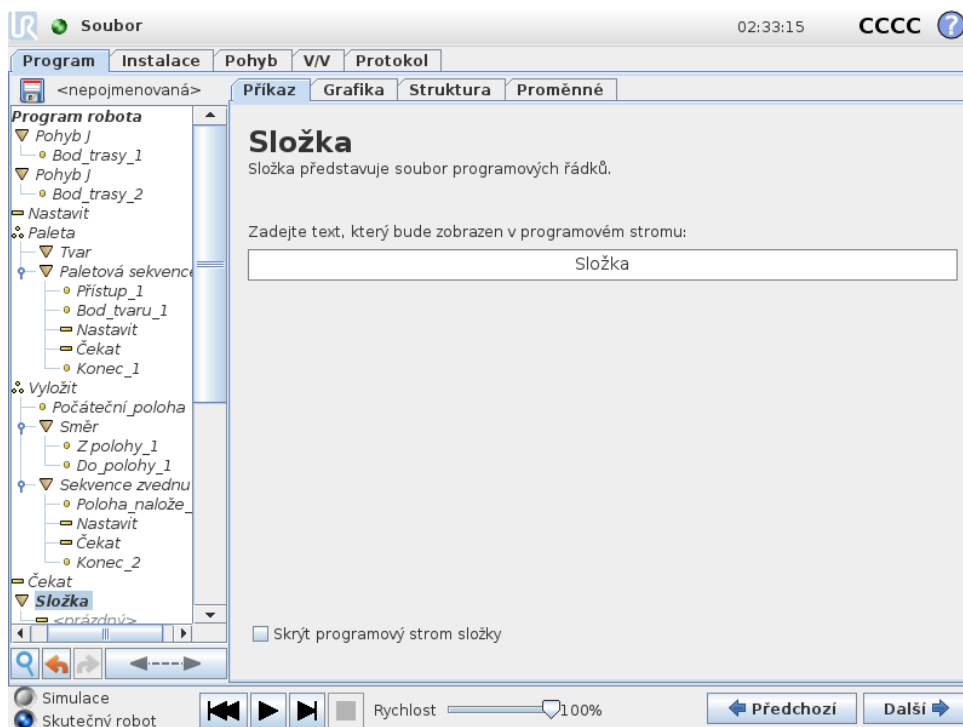 UR Soubor 02:33:15 CCCC ?
Program Instalace Pohyb V/V Protokol
<nepojmenovaná> Příkaz Grafika Struktura Proměnné
Program robota
Pohyb J
Bod_trasy_1
Pohyb J
Bod_trasy_2
Nastavit
Paleta
Tvar
Paletová sekvence
Přístup_1
Bod_tvaru_1
Nastavit
Čekat
Konec_1
Vyložit
Počáteční_poloha
Směr
Z polohy_1
Do_polohy_1
Sekvence zvednu
Poloha_nalože_
Nastavit
Čekat
Konec_2
Čekat
Složka
<prázdný>
Složka
Složka představuje soubor programových řádků.
Zadejte text, který bude zobrazen v programovém stromu:
Složka
Skrýt programový strom složky
Simulace
Skutečný robot
Rychlost 100%
Předchozí Další